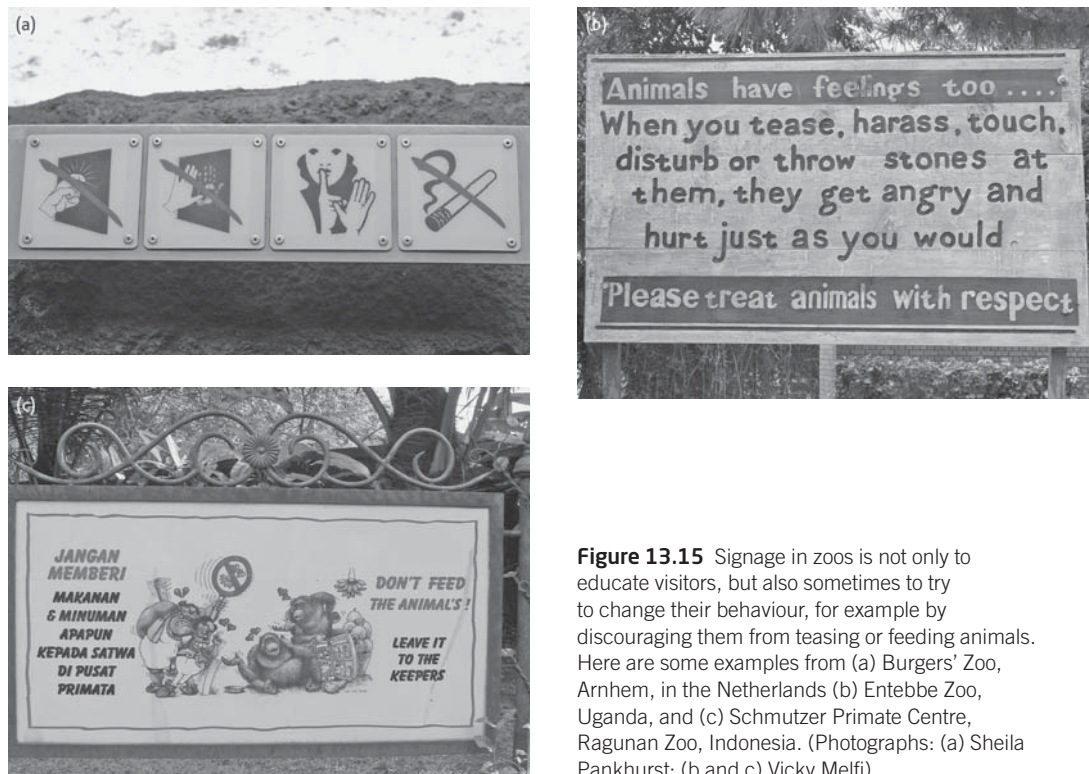 (a)
(b)
Animals have feelings too ....
When you tease, harass, touch,
disturb or throw stones at
them, they get angry and
hurt just as you would.
Please treat animals with respect
(c)
JANGAN
MEMBERI
MAKANAN
& MINUMAN
APAPUN
KEPADA SATWA
DI PUSAT
PRIMATA
DON'T FEED
THE ANIMAL'S !
LEAVE IT
TO THE
KEEPERS
Figure 13.15 Signage in zoos is not only to
educate visitors, but also sometimes to try
to change their behaviour, for example by
discouraging them from teasing or feeding animals.
Here are some examples from (a) Burgers' Zoo,
Arnhem, in the Netherlands (b) Entebbe Zoo,
Uganda, and (c) Schmutzer Primate Centre,
Ragunan Zoo, Indonesia. (Photographs: (a) Sheila
Pankhurst; (b and c) Vicky Melfi)